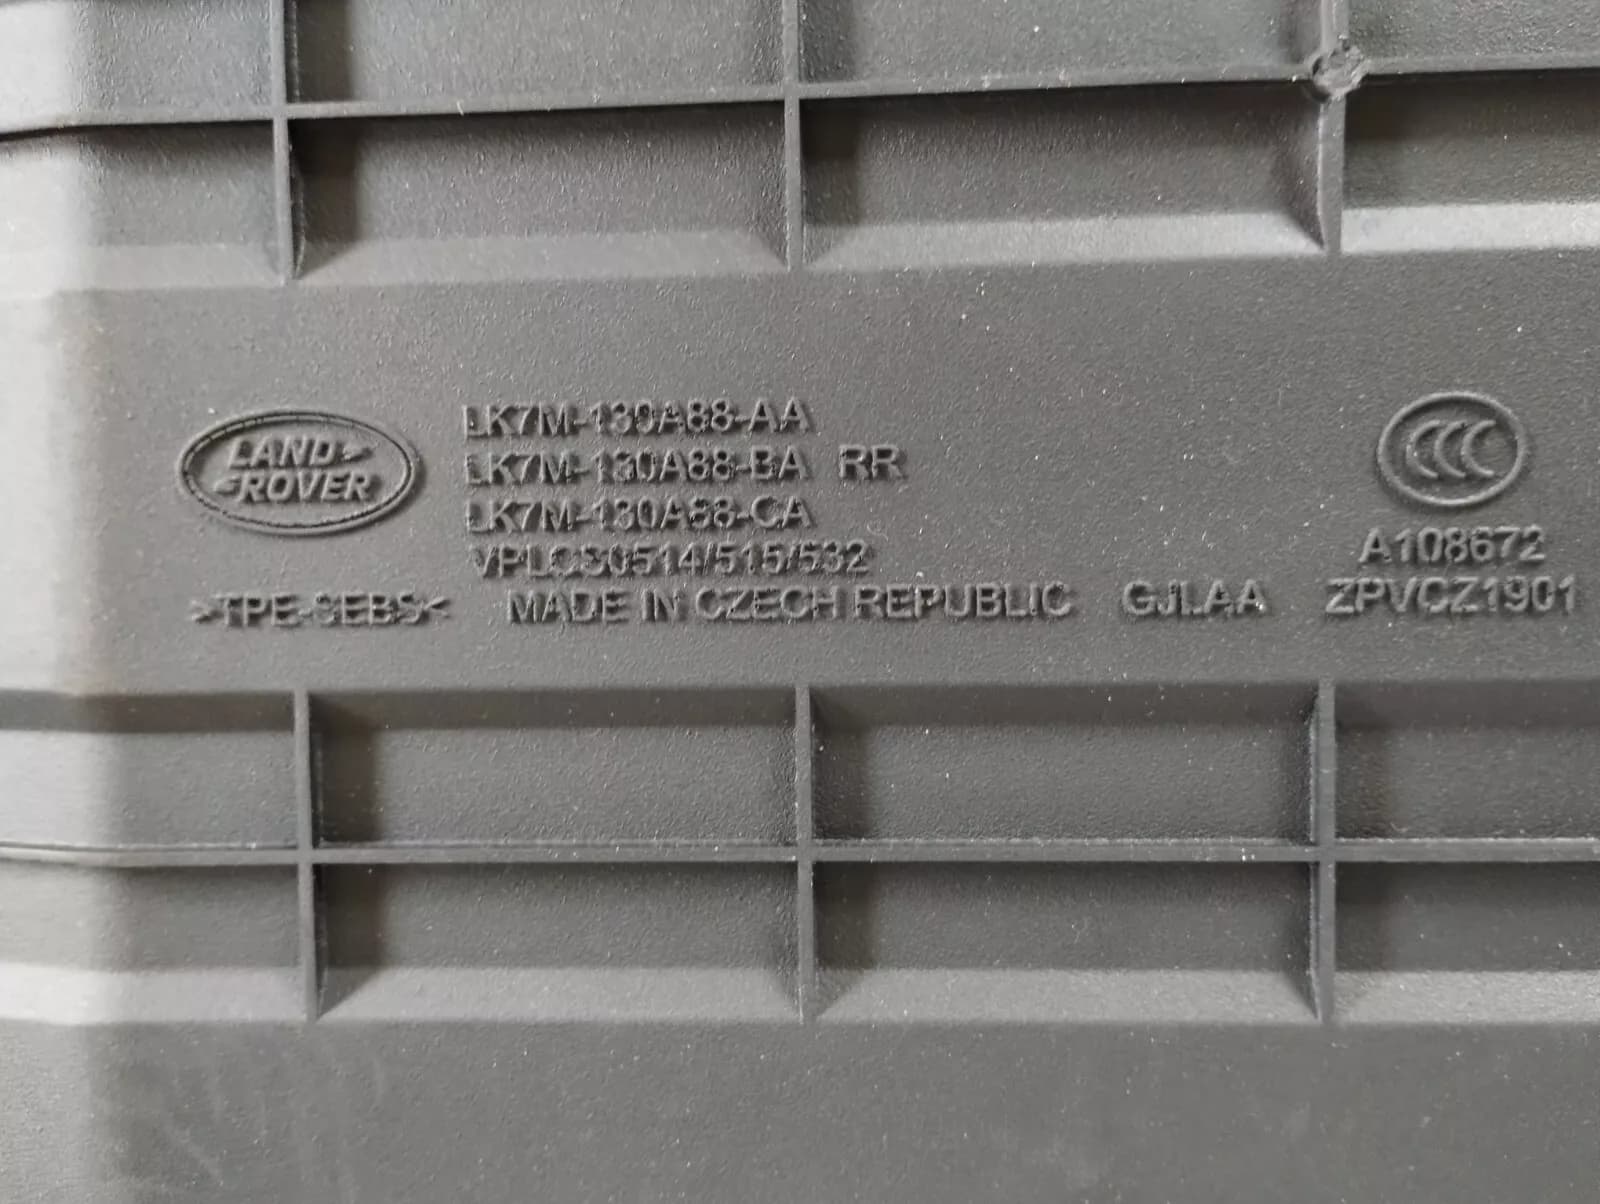 LAND
ROVER
LK7M-130A88-AA
LK7M-130A88-BA RR
LK7M-130A88-CA
VPLCS0514/515/532
>TPE-SEBS< MADE IN CZECH REPUBLIC GJLAA
CCC
A108672
ZPVCZ1901